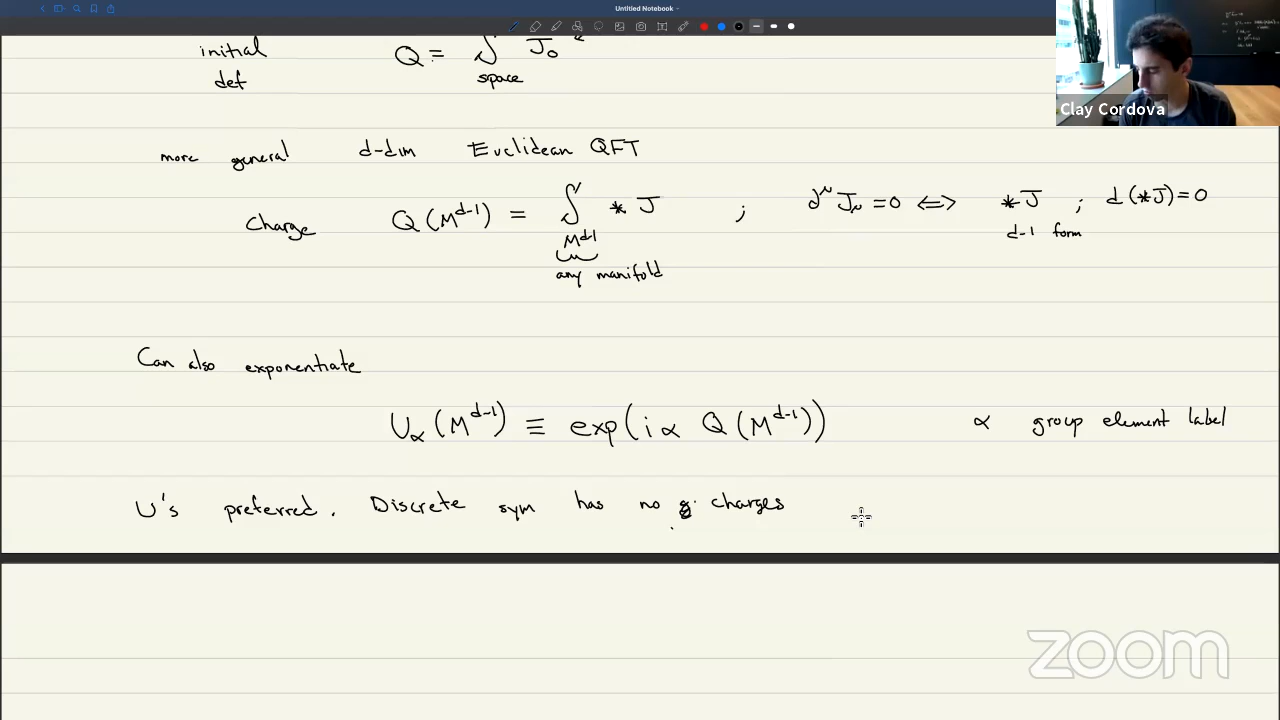 Untitled Notebook
initial Q = ∫ J₀
def space
Clay Cordova
more general d-dim Euclidean QFT
Charge Q(M^{d-1}) = ∫ * J ; ∂^μ J_μ = 0 ⟺ *J ; d(*J) = 0
M^{d-1} d-1 form
any manifold
Can also exponentiate
U_α(M^{d-1}) ≡ exp(i α Q(M^{d-1})) α group element label
U's preferred. Discrete sym has no charges
zoom